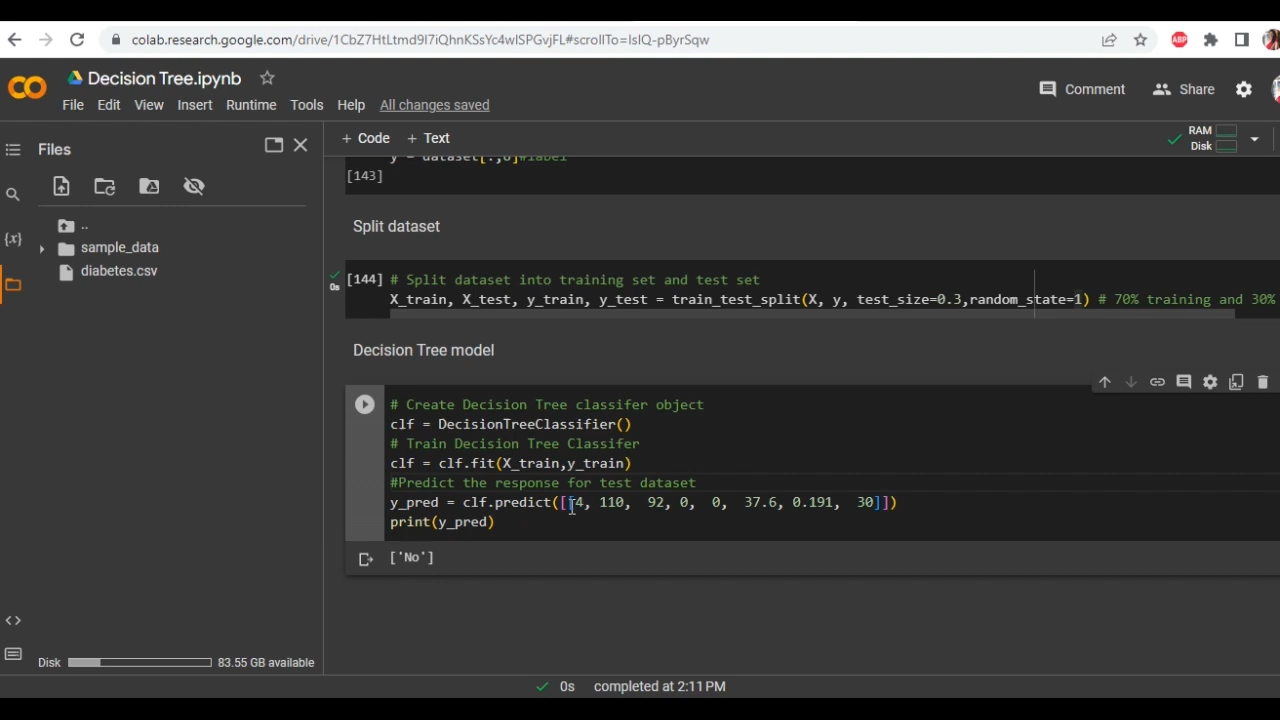 colab.research.google.com/drive/1CbZ7HtLtmd9I7iQhnKSsYc4wlSPGvjFL#scrollTo=IslQ-pByrSqw
ABP
CO Decision Tree.ipynb
File Edit View Insert Runtime Tools Help All changes saved
Comment Share
Files
+ Code + Text
RAM
Disk
..
sample_data
diabetes.csv
{x}
[143]
Split dataset
[144] # Split dataset into training set and test set
0s
X_train, X_test, y_train, y_test = train_test_split(X, y, test_size=0.3,random_state=1) # 70% training and 30%
Decision Tree model
# Create Decision Tree classifer object
clf = DecisionTreeClassifier()
# Train Decision Tree Classifer
clf = clf.fit(X_train,y_train)
#Predict the response for test dataset
y_pred = clf.predict([[4, 110, 92, 0, 0, 37.6, 0.191, 30]])
print(y_pred)
['No']
Disk 83.55 GB available
0s completed at 2:11 PM